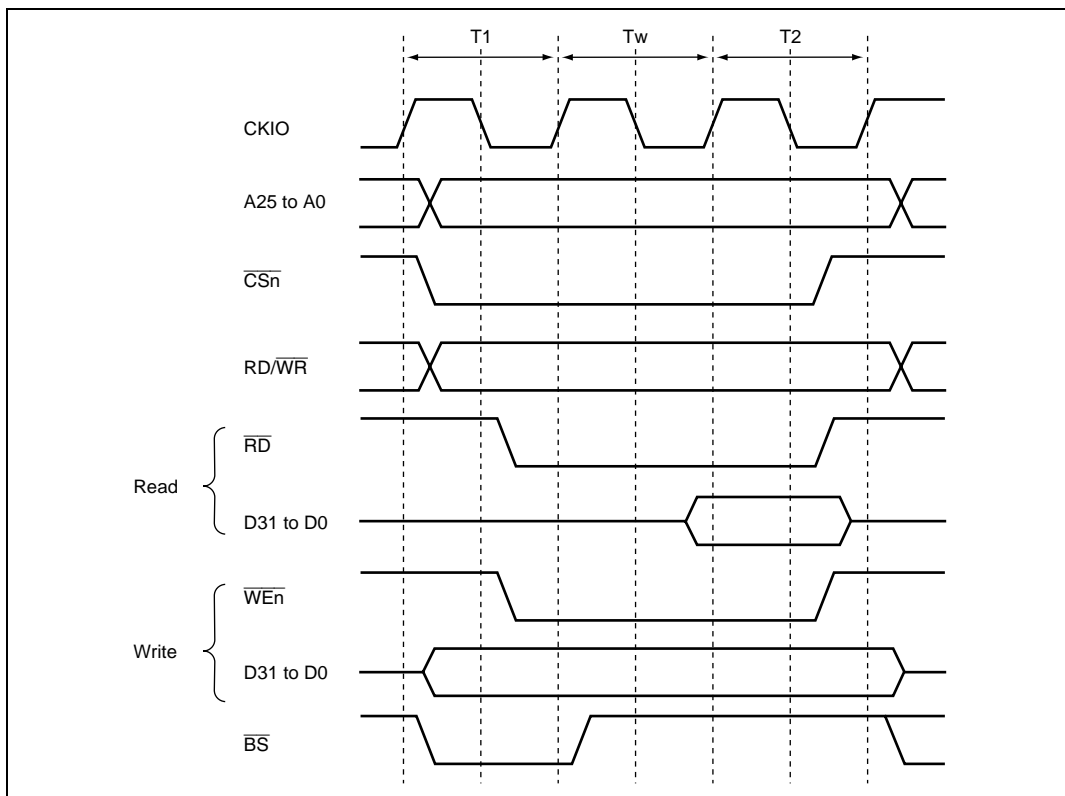 T1 Tw T2
CKIO
A25 to A0
CSn
RD/WR
RD
Read
D31 to D0
WEn
Write
D31 to D0
BS